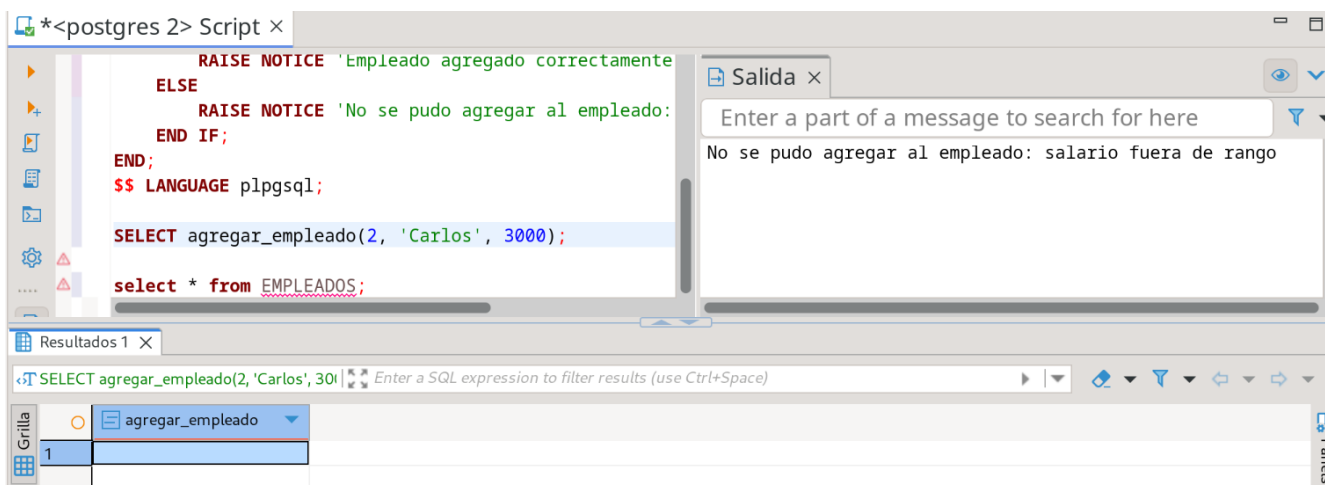 *<postgres 2> Script ×
RAISE NOTICE 'Empleado agregado correctamente
ELSE
RAISE NOTICE 'No se pudo agregar al empleado:
END IF;
END;
$$ LANGUAGE plpgsql;
SELECT agregar_empleado(2, 'Carlos', 3000);
select * from EMPLEADOS;
Salida ×
Enter a part of a message to search for here
No se pudo agregar al empleado: salario fuera de rango
Resultados 1 ×
SELECT agregar_empleado(2, 'Carlos', 300
Enter a SQL expression to filter results (use Ctrl+Space)
Grilla
agregar_empleado
1